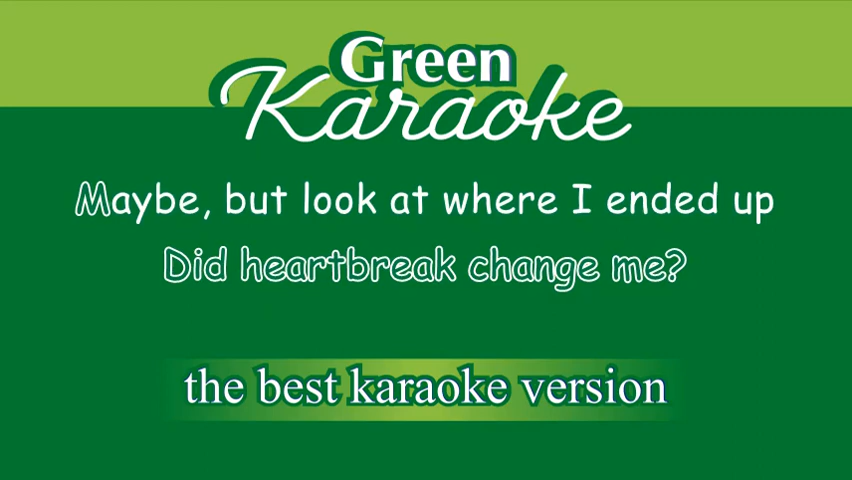 Green
Karaoke
Maybe, but look at where I ended up
Did heartbreak change me?
the best karaoke version